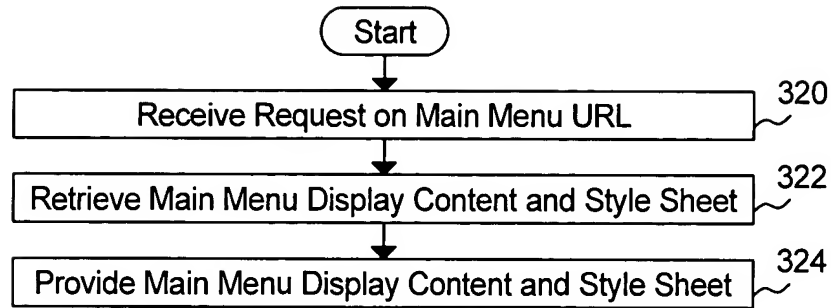 Start
Receive Request on Main Menu URL
320
Retrieve Main Menu Display Content and Style Sheet
322
Provide Main Menu Display Content and Style Sheet
324